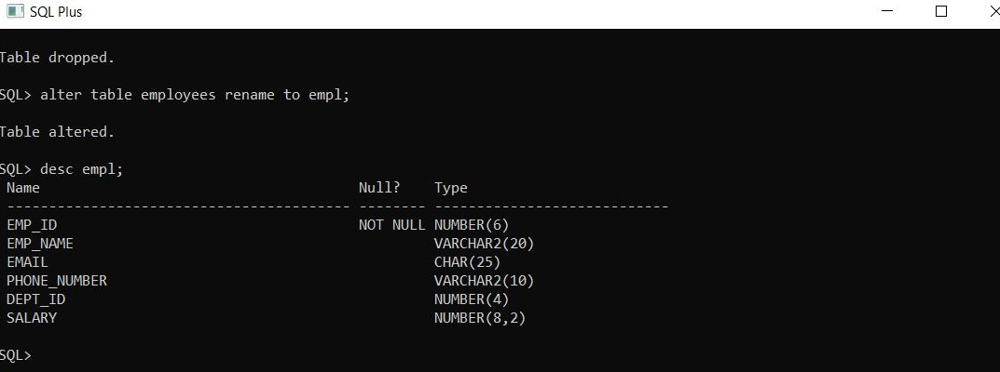 SQL Plus
Table dropped.
SQL> alter table employees rename to empl;
Table altered.
SQL> desc empl;
Name                                      Null?    Type
----------------------------------------- -------- ----------------------------
EMP_ID                                    NOT NULL NUMBER(6)
EMP_NAME                                           VARCHAR2(20)
EMAIL                                              CHAR(25)
PHONE_NUMBER                                       VARCHAR2(10)
DEPT_ID                                            NUMBER(4)
SALARY                                             NUMBER(8,2)
SQL>